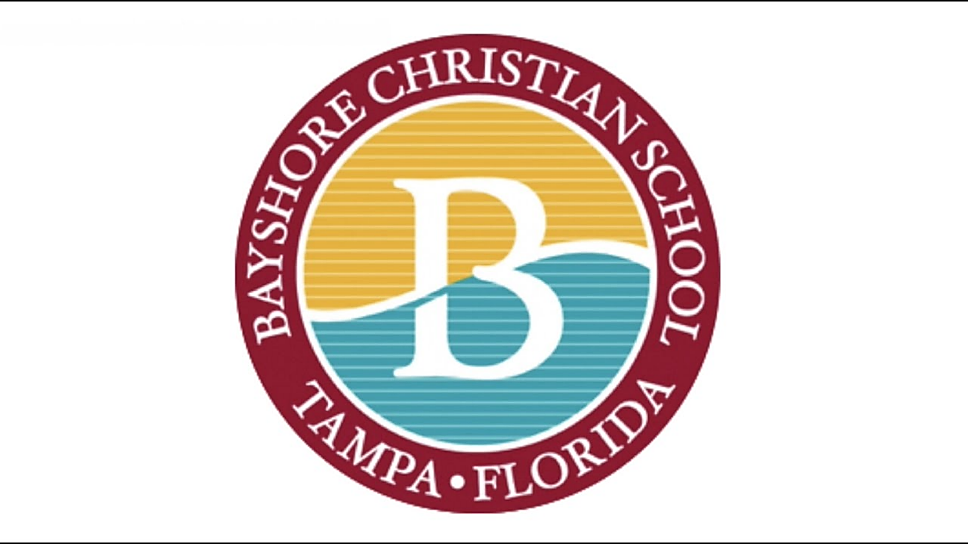 BAYSHORE CHRISTIAN SCHOOL
B
TAMPA • FLORIDA